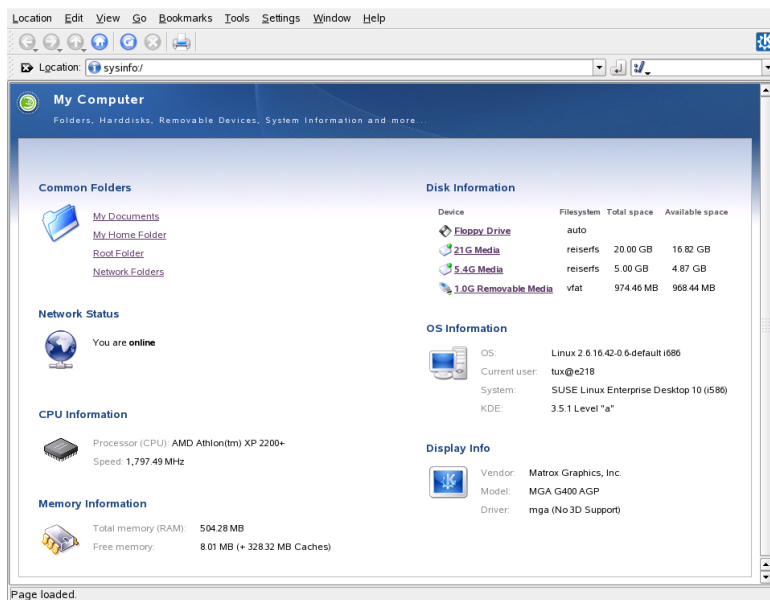 Location Edit View Go Bookmarks Tools Settings Window Help
Location: sysinfo:/
My Computer
Folders, Harddisks, Removable Devices, System Information and more...
Common Folders
My Documents
My Home Folder
Root Folder
Network Folders
Network Status
You are online
CPU Information
Processor (CPU): AMD Athlon(tm) XP 2200+
Speed: 1,797.49 MHz
Memory Information
Total memory (RAM): 504.28 MB
Free memory: 8.01 MB (+ 328.32 MB Caches)
Disk Information
Device Filesystem Total space Available space
Floppy Drive auto
21G Media reiserfs 20.00 GB 16.82 GB
5.4G Media reiserfs 5.00 GB 4.87 GB
1.0G Removable Media vfat 974.46 MB 968.44 MB
OS Information
OS: Linux 2.6.16.42-0.6-default i686
Current user: tux@e218
System: SUSE Linux Enterprise Desktop 10 (i586)
KDE: 3.5.1 Level "a"
Display Info
Vendor: Matrox Graphics, Inc.
Model: MGA G400 AGP
Driver: mga (No 3D Support)
Page loaded.